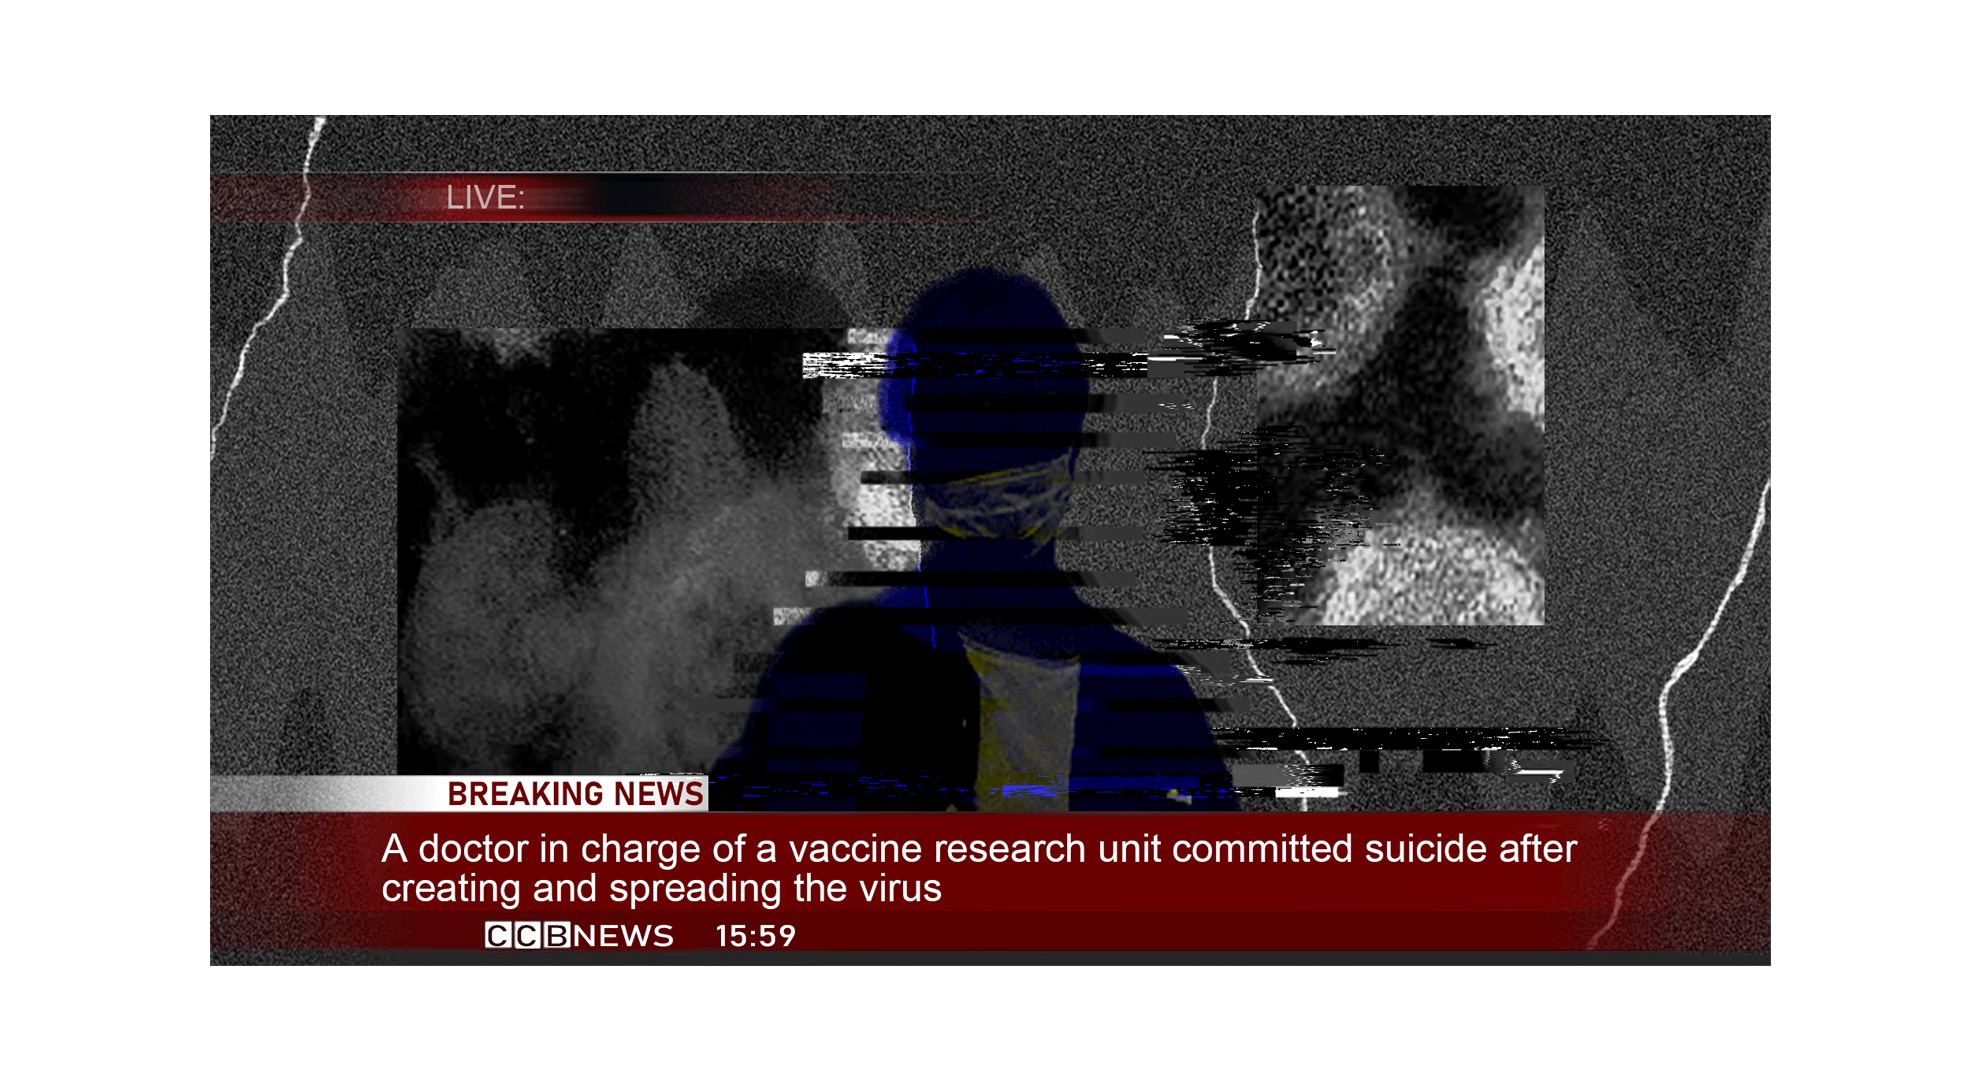 LIVE:
BREAKING NEWS
A doctor in charge of a vaccine research unit committed suicide after
creating and spreading the virus
CCBNEWS 15:59